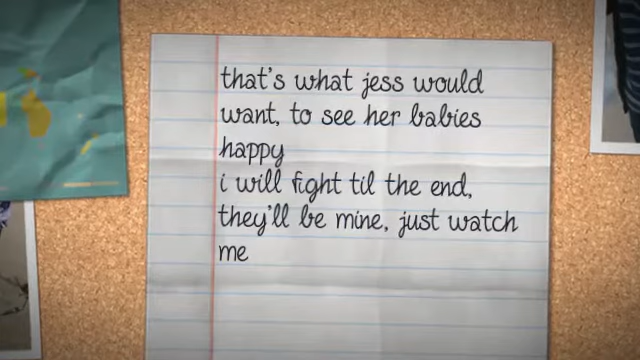 that's what jess would
want, to see her babies
happy
i will fight til the end,
they'll be mine, just watch
me